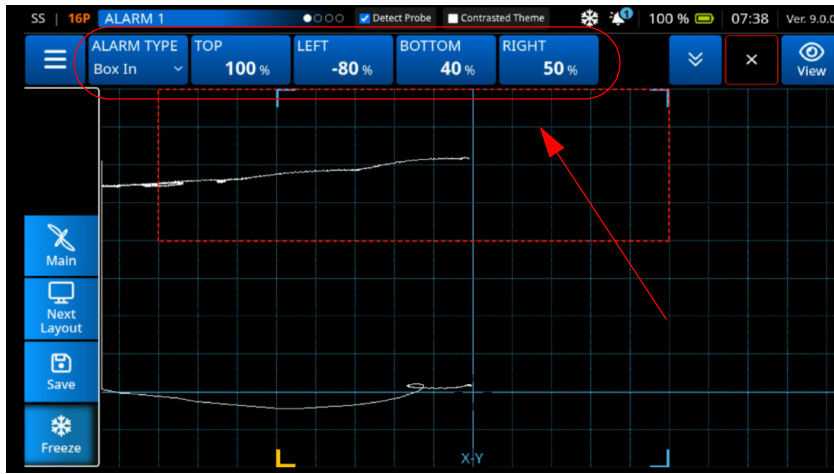 SS | 16P ALARM 1 Detect Probe Contrasted Theme 1 100 % 07:38 Ver. 9.0.0
ALARM TYPE TOP LEFT BOTTOM RIGHT
Box In 100 % -80 % 40 % 50 % × View
Main
Next
Layout
Save
Freeze
X-Y